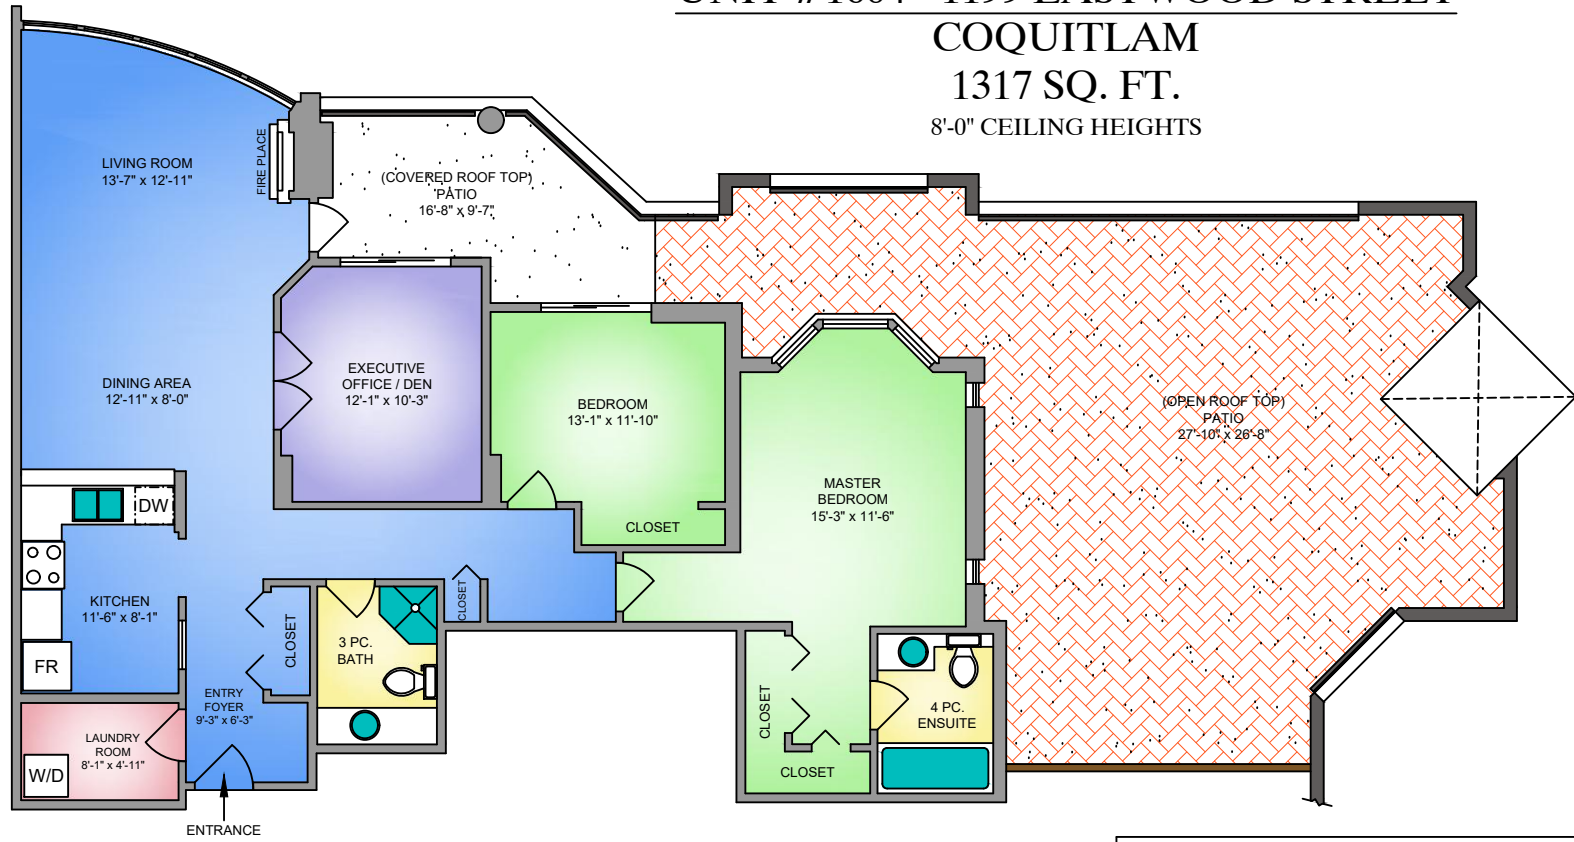 COQUITLAM
1317 SQ. FT.
8'-0" CEILING HEIGHTS
LIVING ROOM
13'-7" x 12'-11"
FIRE PLACE
(COVERED ROOF TOP)
PATIO
16'-8" x 9'-7"
DINING AREA
12'-11" x 8'-0"
EXECUTIVE
OFFICE / DEN
12'-1" x 10'-3"
BEDROOM
13'-1" x 11'-10"
CLOSET
MASTER
BEDROOM
15'-3" x 11'-6"
(OPEN ROOF TOP)
PATIO
27'-10" x 26'-8"
DW
KITCHEN
11'-6" x 8'-1"
FR
CLOSET
3 PC.
BATH
CLOSET
ENTRY
FOYER
9'-3" x 6'-3"
LAUNDRY
ROOM
8'-1" x 4'-11"
W/D
CLOSET
CLOSET
4 PC.
ENSUITE
ENTRANCE